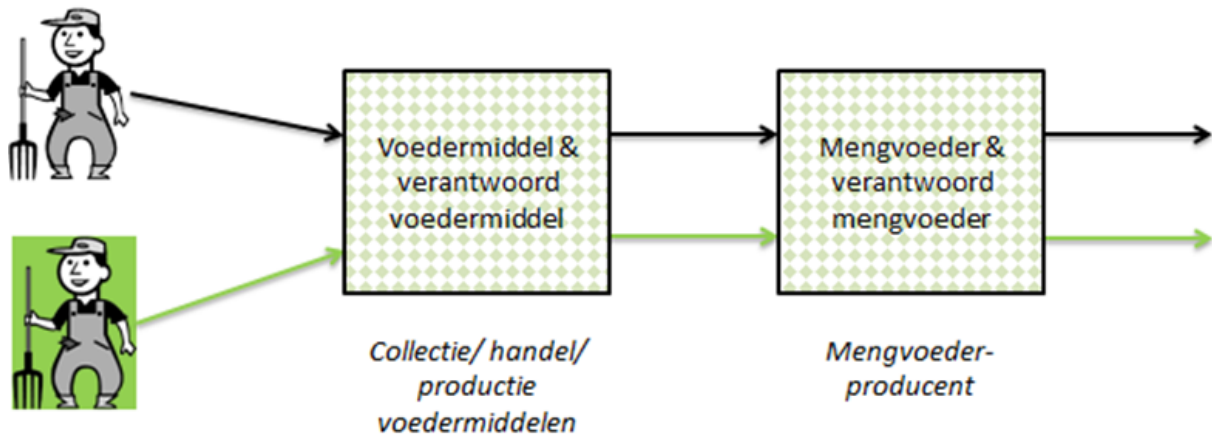 Voedermiddel &
verantwoord
voedermiddel
Mengvoeder &
verantwoord
mengvoeder
Collectie/ handel/
productie
voedermiddelen
Mengvoeder-
producent